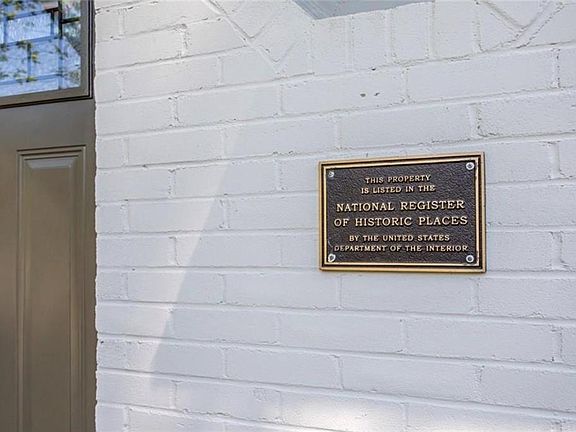 THIS PROPERTY
IS LISTED IN THE
NATIONAL REGISTER
OF HISTORIC PLACES
BY THE UNITED STATES
DEPARTMENT OF THE INTERIOR